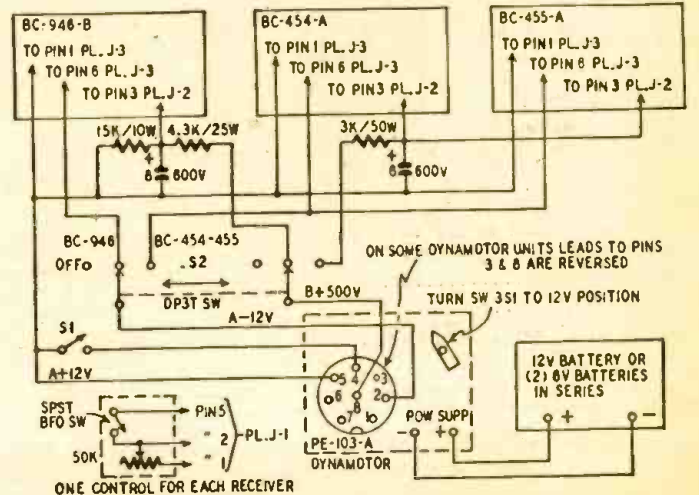 BC-946-B
TO PIN 1 PL. J-3
TO PIN 6 PL. J-3
TO PIN 3 PL. J-2
BC-454-A
TO PIN 1 PL. J-3
TO PIN 6 PL. J-3
TO PIN 3 PL. J-2
BC-455-A
TO PIN 1 PL. J-3
TO PIN 6 PL. J-3
TO PIN 3 PL. J-2
15K/10W
4.3K/25W
+
8
600V
3K/50W
+
8
600V
BC-946
BC-454-455
OFF
S2
DP3T SW
B+500V
A-12V
ON SOME DYNAMOTOR UNITS LEADS TO PINS
3 & 8 ARE REVERSED
TURN SW 3S1 TO 12V POSITION
S1
A+12V
5
4
3
6
8
2
7
1
POW SUPP
- +
PE-103-A
DYNAMOTOR
12V BATTERY OR
(2) 6V BATTERIES
IN SERIES
+ -
SPST
BFO SW
50K
PIN 5
" 2
" 1
PL. J-1
ONE CONTROL FOR EACH RECEIVER